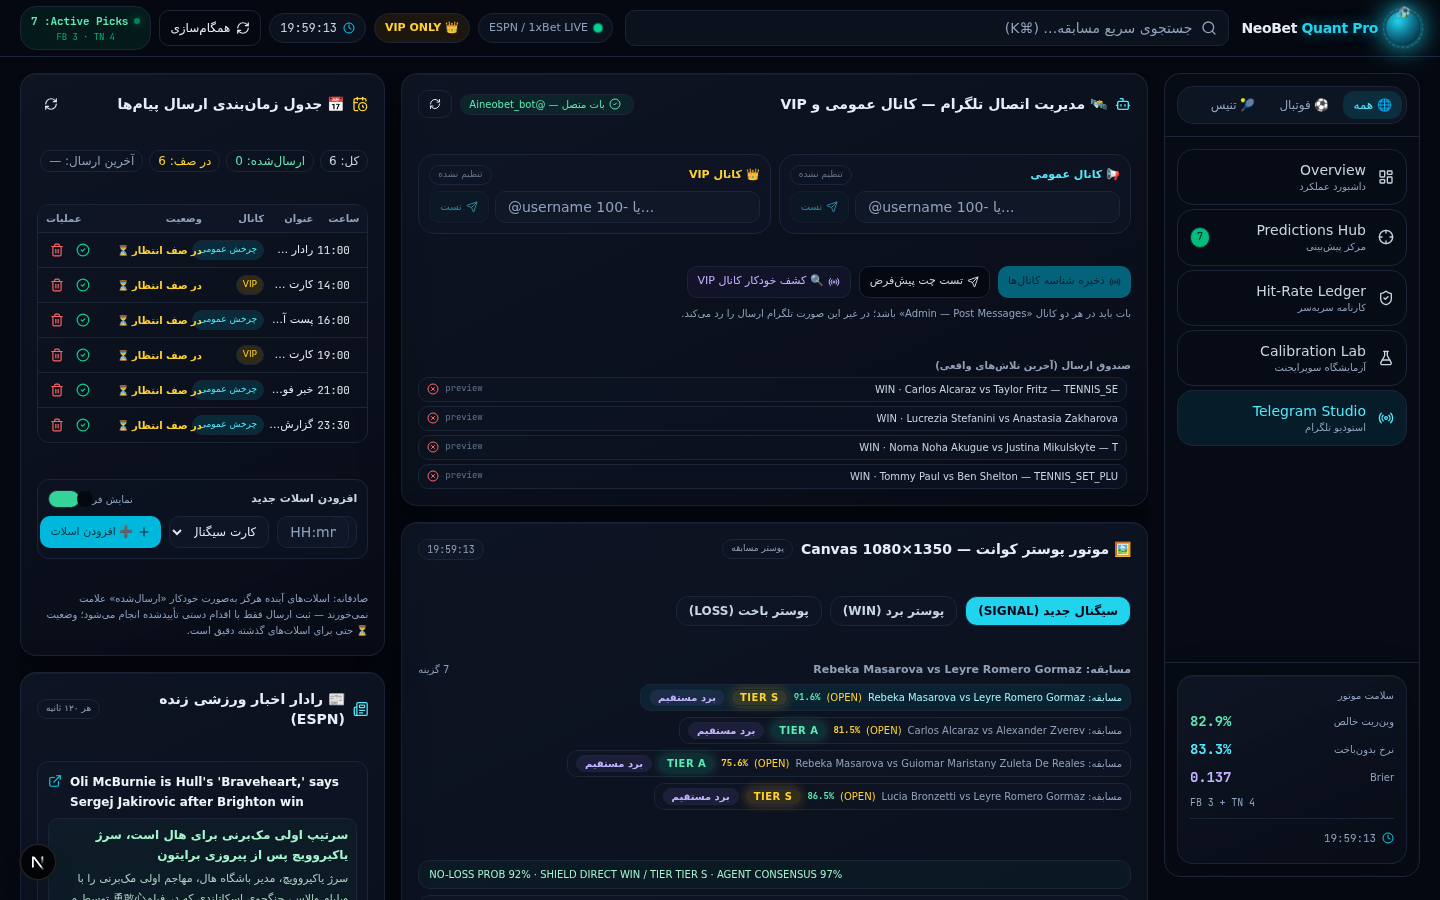 NeoBet Quant Pro
جستجوی سریع مسابقه... (⌘K)
ESPN / 1xBet LIVE
VIP ONLY 👑
19:59:13
همگام‌سازی
7 :Active Picks
FB 3 · TN 4
🌐 همه
⚽ فوتبال
🎾 تنیس
Overview
داشبورد عملکرد
Predictions Hub
مرکز پیش‌بینی
7
Hit-Rate Ledger
کارنامه سربه‌سر
Calibration Lab
آزمایشگاه سوپرایجنت
Telegram Studio
استودیو تلگرام
سلامت موتور
وین‌ریت خالص
82.9%
نرخ بدون‌باخت
83.3%
Brier
0.137
FB 3 + TN 4
19:59:13
🛰️ مدیریت اتصال تلگرام — کانال عمومی و VIP
بات متصل — @Aineobet_bot
📢 کانال عمومی
تنظیم نشده
@username یا -100...
تست
👑 کانال VIP
تنظیم نشده
@username یا -100...
تست
ذخیره شناسه کانال‌ها
تست چت پیش‌فرض
🔍 کشف خودکار کانال VIP
بات باید در هر دو کانال «Admin — Post Messages» باشد؛ در غیر این صورت تلگرام ارسال را رد می‌کند.
صندوق ارسال (آخرین تلاش‌های واقعی)
WIN · Carlos Alcaraz vs Taylor Fritz — TENNIS_SE
preview
WIN · Lucrezia Stefanini vs Anastasia Zakharova
preview
WIN · Noma Noha Akugue vs Justina Mikulskyte — T
preview
WIN · Tommy Paul vs Ben Shelton — TENNIS_SET_PLU
preview
🖼️ موتور پوستر کوانت — Canvas 1080×1350
پوستر مسابقه
19:59:13
سیگنال جدید (SIGNAL)
پوستر برد (WIN)
پوستر باخت (LOSS)
مسابقه: Rebeka Masarova vs Leyre Romero Gormaz
7 گزینه
مسابقه: Rebeka Masarova vs Leyre Romero Gormaz (OPEN) 91.6% TIER S برد مستقیم
مسابقه: Carlos Alcaraz vs Alexander Zverev (OPEN) 81.5% TIER A برد مستقیم
مسابقه: Rebeka Masarova vs Guiomar Maristany Zuleta De Reales (OPEN) 75.6% TIER A برد مستقیم
مسابقه: Lucia Bronzetti vs Leyre Romero Gormaz (OPEN) 86.5% TIER S برد مستقیم
NO-LOSS PROB 92% · SHIELD DIRECT WIN / TIER TIER S · AGENT CONSENSUS 97%
📅 جدول زمان‌بندی ارسال پیام‌ها
کل: 6
ارسال‌شده: 0
در صف: 6
آخرین ارسال: —
ساعت عنوان کانال وضعیت عملیات
11:00 رادار ... چرخش عمومی در صف انتظار ⏳
14:00 کارت ... VIP در صف انتظار ⏳
16:00 پست آ... چرخش عمومی در صف انتظار ⏳
19:00 کارت ... VIP در صف انتظار ⏳
21:00 خبر فو... چرخش عمومی در صف انتظار ⏳
23:30 گزارش... چرخش عمومی در صف انتظار ⏳
افزودن اسلات جدید
نمایش فر
HH:mm
کارت سیگنال
➕ افزودن اسلات
صادقانه: اسلات‌های آینده هرگز به‌صورت خودکار «ارسال‌شده» علامت
نمی‌خورند — ثبت ارسال فقط با اقدام دستی تأییدشده انجام می‌شود؛ وضعیت
⏳ حتی برای اسلات‌های گذشته دقیق است.
📰 رادار اخبار ورزشی زنده
(ESPN)
هر ۱۲۰ ثانیه
Oli McBurnie is Hull's 'Braveheart,' says
Sergej Jakirovic after Brighton win
سرتیپ اولی مک‌برنی برای هال است، سرژ
یاکیروویچ پس از پیروزی برایتون
سرژ یاکیروویچ، مدیر باشگاه هال، مهاجم اولی مک‌برنی را با